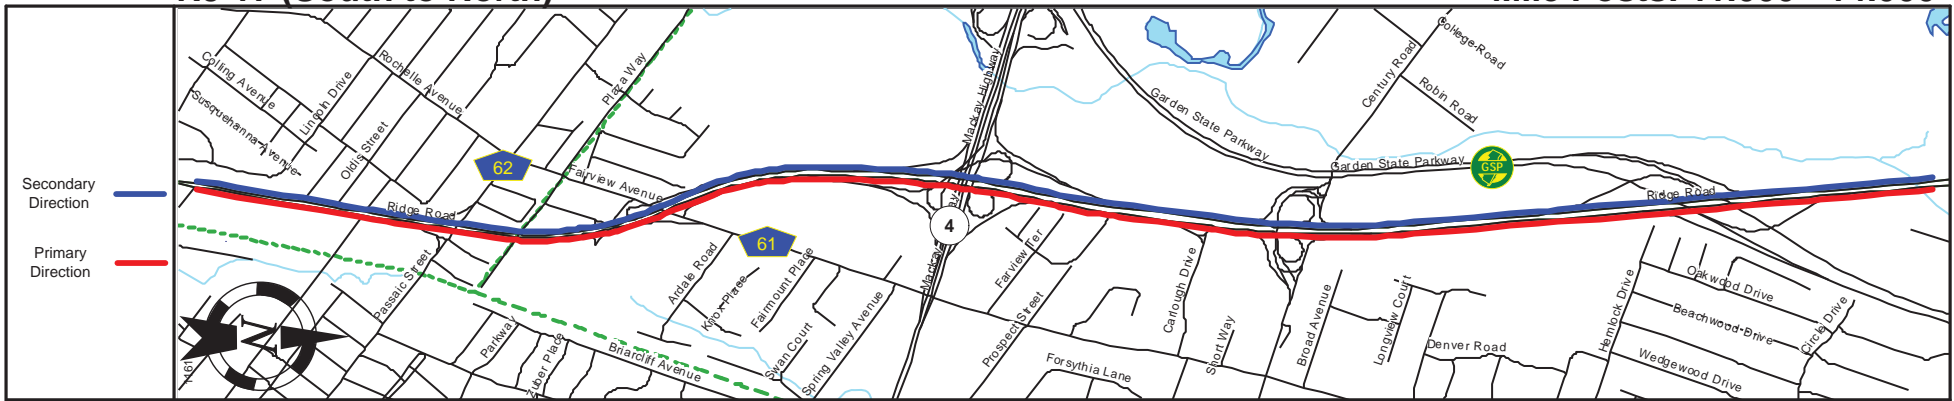 Secondary
Direction
Primary
Direction
Colling Avenue
Susquehanna Avenue
Lincoln Drive
Rochelle Avenue
Oldis Street
Plaza Way
62
Fairview Avenue
Ridge Road
Passaic Street
Parkway
Zuber Place
Briarcliff Avenue
Ardale Road
Knox Place
Fairmount Place
61
Swan Court
Spring Valley Avenue
Mackay Highway
4
Fairview Ter
Prospect Street
Forsythia Lane
Carlough Drive
Short Way
Broad Avenue
Longview Court
Denver Road
Garden State Parkway
Garden State Parkway
GSP
Century Road
College Road
Robin Road
Ridge Road
Hemlock Drive
Oakwood Drive
Beachwood Drive
Wedgewood Drive
Circle Drive
N